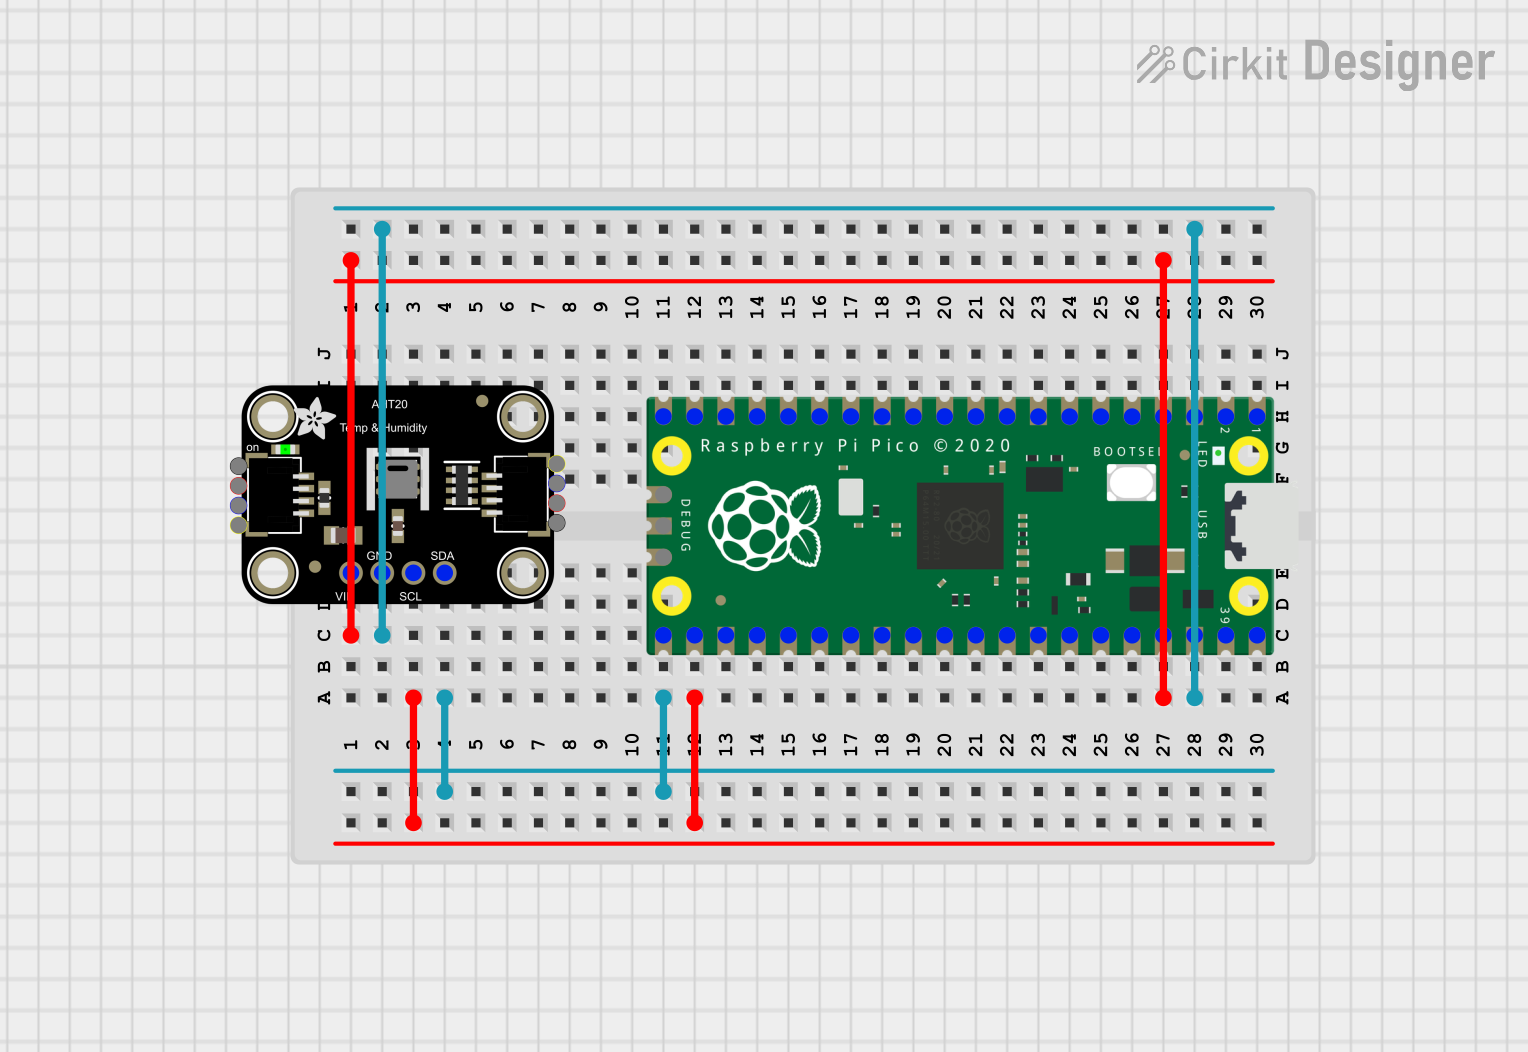 Cirkit Designer
1 2 3 4 5 6 7 8 9 10 11 12 13 14 15 16 17 18 19 20 21 22 23 24 25 26 27 28 29 30
J J
I I
H
G
F
AHT20
Temp & Humidity
on
GND SDA
VIN SCL
Raspberry Pi Pico ©2020
BOOTSEL
LED
2 1
USB
DEBUG
39
E
D D
C C
B B
A A
1 2 3 4 5 6 7 8 9 10 11 12 13 14 15 16 17 18 19 20 21 22 23 24 25 26 27 28 29 30